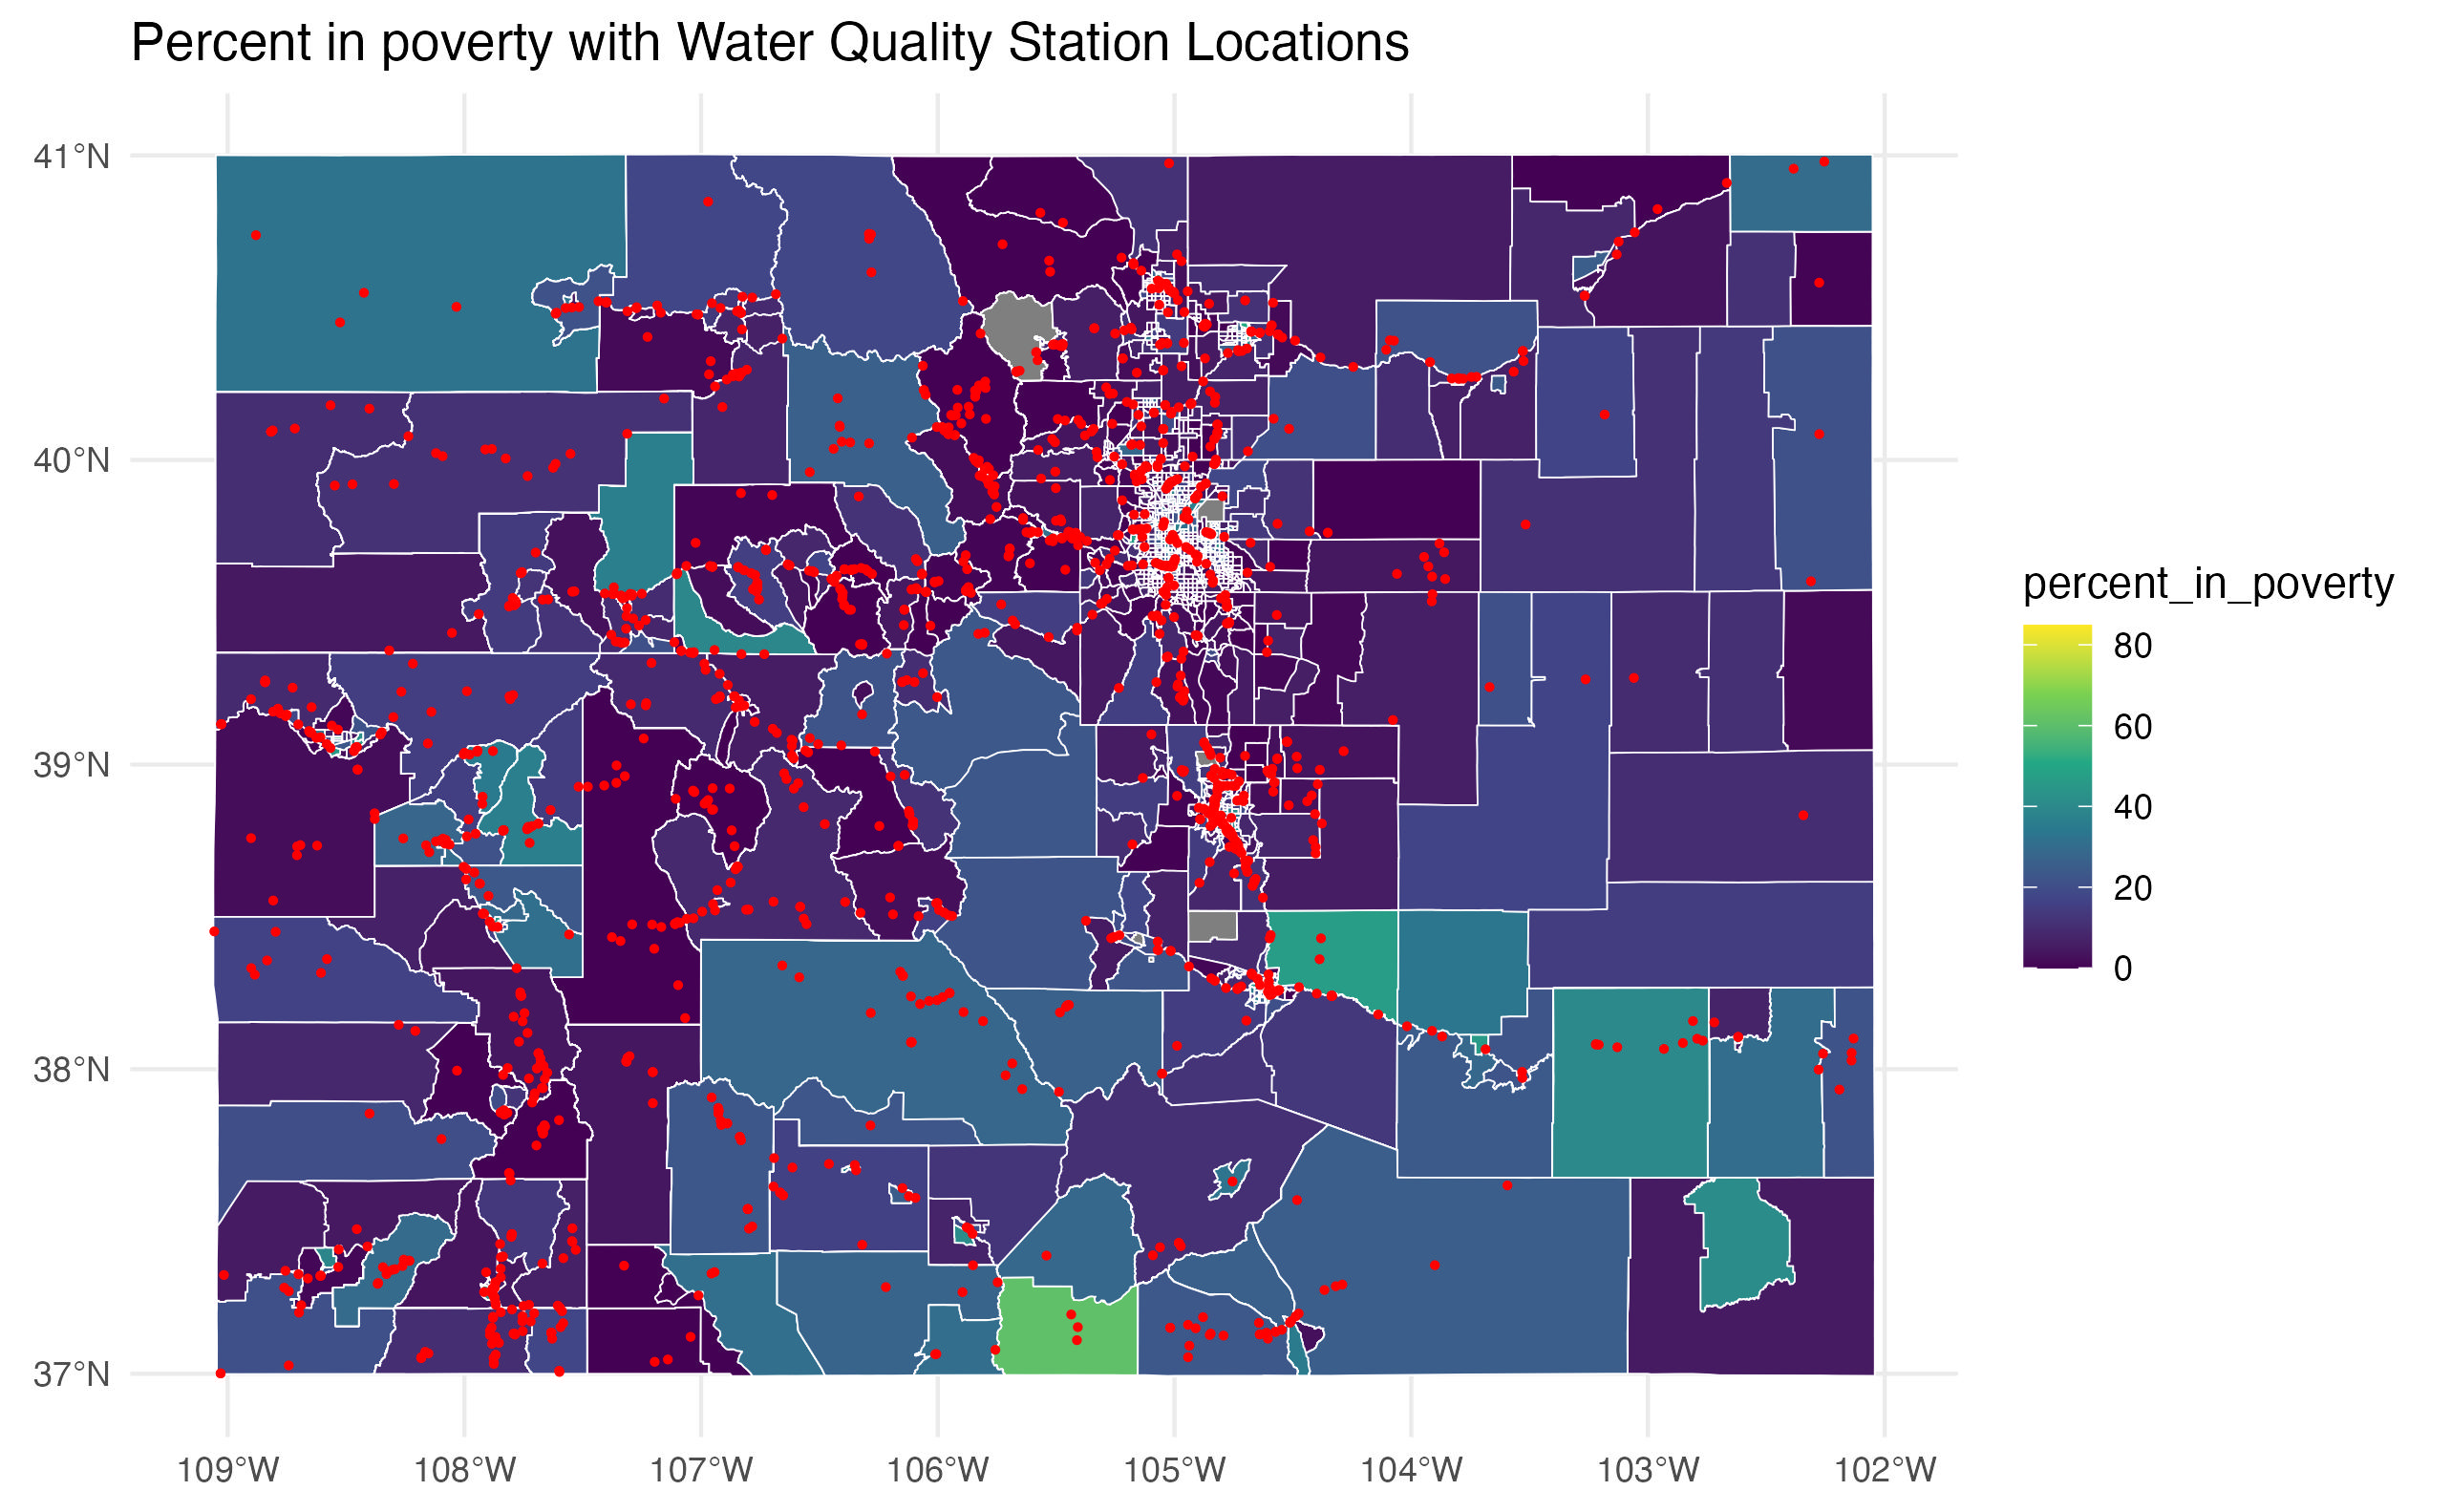 Percent in poverty with Water Quality Station Locations
41°N
40°N
39°N
38°N
37°N
109°W
108°W
107°W
106°W
105°W
104°W
103°W
102°W
percent_in_poverty
80
60
40
20
0